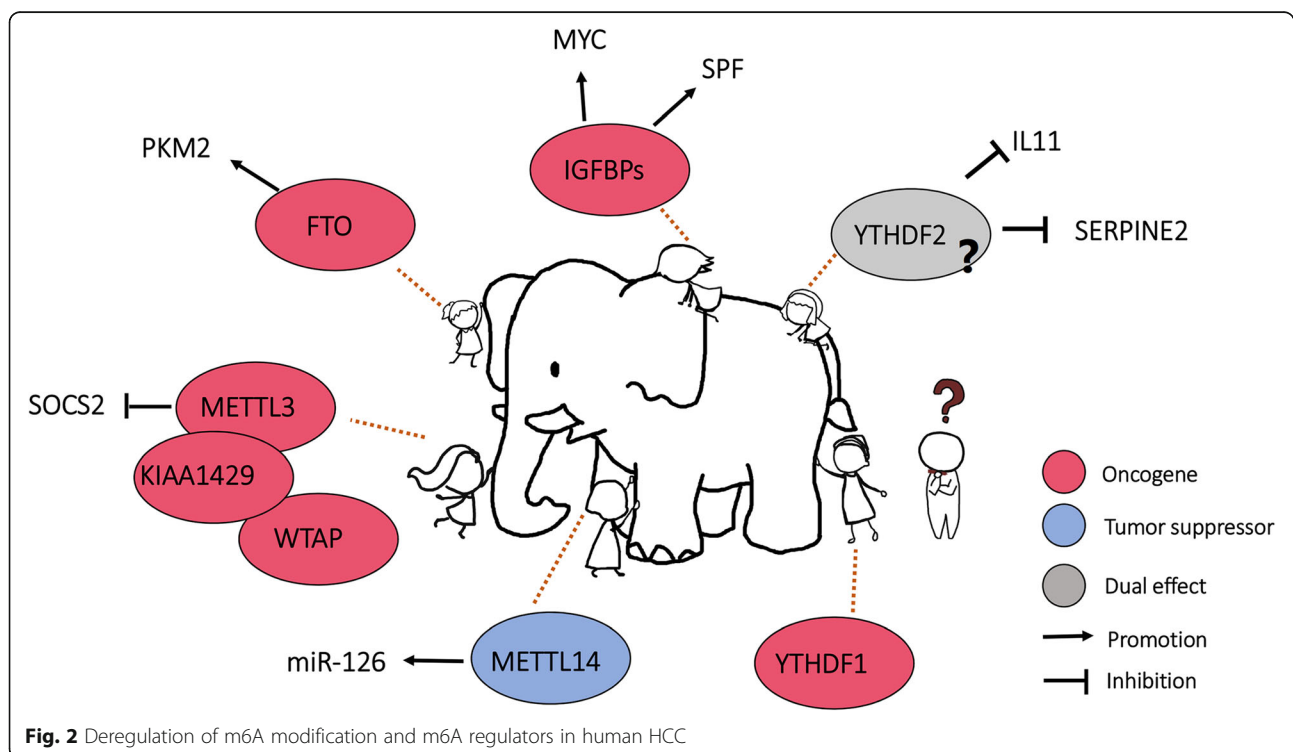 MYC
SPF
PKM2
IGFBPs
IL11
FTO
YTHDF2
?
SERPINE2
SOCS2
METTL3
?
KIAA1429
Oncogene
WTAP
Tumor suppressor
Dual effect
Promotion
miR-126
METTL14
YTHDF1
Inhibition
Fig. 2 Deregulation of m6A modification and m6A regulators in human HCC